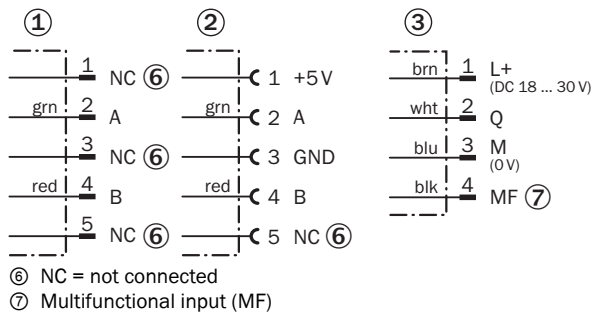 ① ② ③
1 NC ⑥
grn 2 A
3 NC ⑥
red 4 B
5 NC ⑥
1 +5 V
grn 2 A
3 GND
red 4 B
5 NC ⑥
brn 1 L+
(DC 18 ... 30 V)
wht 2 Q
blu 3 M
(0 V)
blk 4 MF ⑦
⑥ NC = not connected
⑦ Multifunctional input (MF)